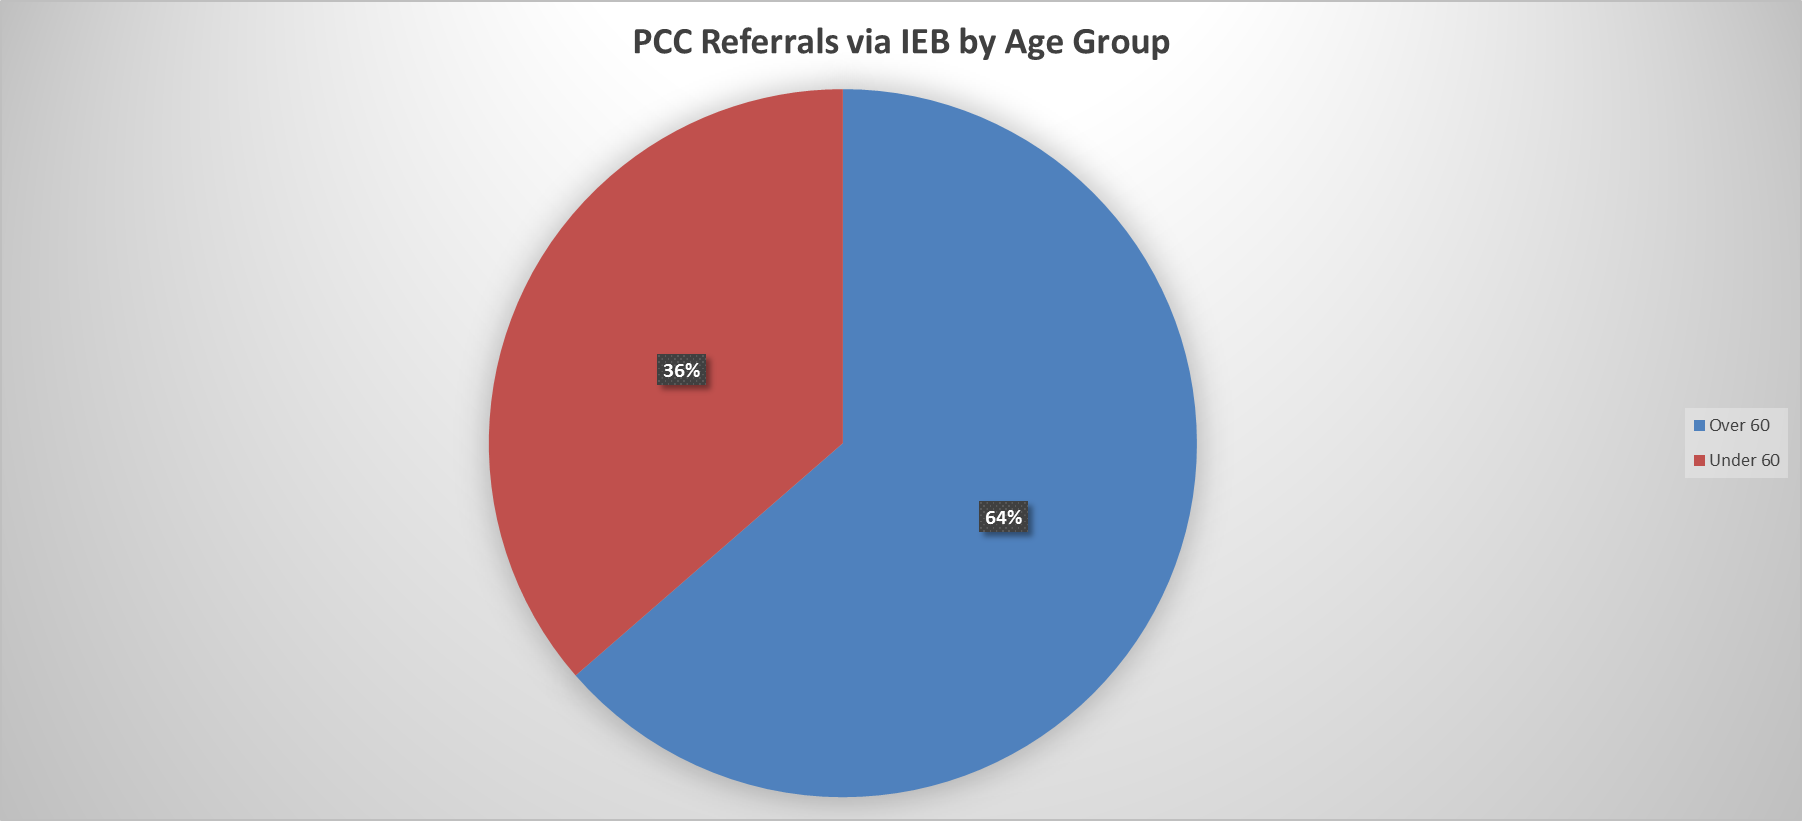 PCC Referrals via IEB by Age Group
36%
64%
Over 60
Under 60